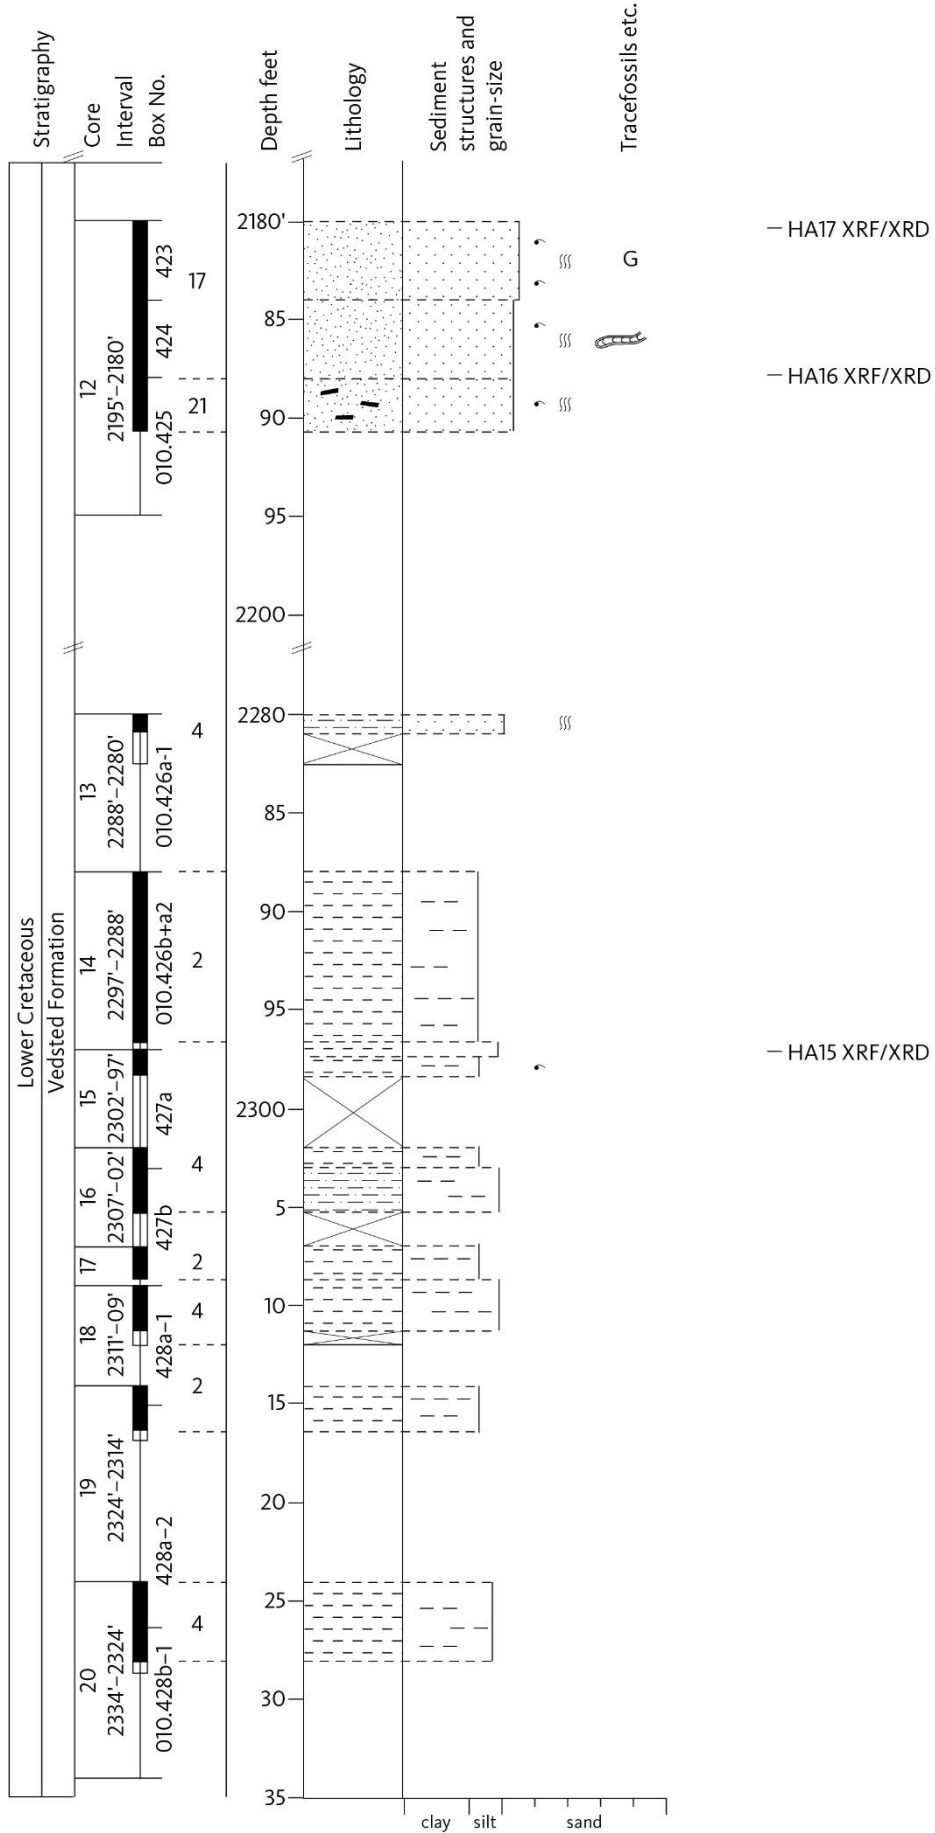 Stratigraphy
Core
Interval
Box No.
Depth feet
Lithology
Sediment
structures and
grain-size
Tracefossils etc.
Lower Cretaceous
Vedsted Formation
12
2195'–2180'
423
424
010.425
17
21
2180'
85
90
95
2200
G
HA17 XRF/XRD
HA16 XRF/XRD
13
2288'–2280'
010.426a-1
4
2280
85
14
2297'–2288'
010.426b+a2
2
90
95
HA15 XRF/XRD
15
2302'–97'
427a
2300
16
2307'–02'
427b
4
5
17
2
18
2311'–09'
428a–1
4
10
2
19
2324'–2314'
428a–2
15
20
20
2334'–2324'
010.428b–1
4
25
30
35
clay silt sand